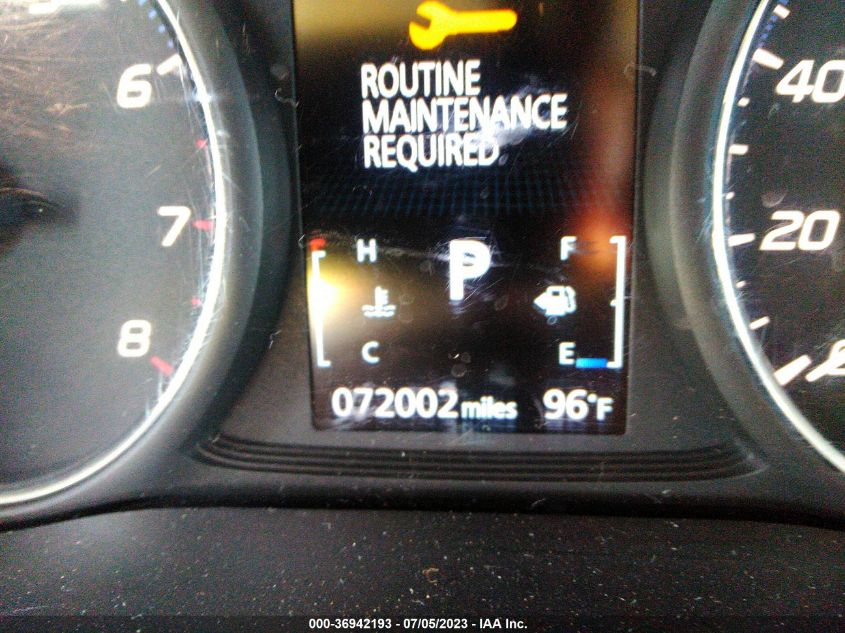 ROUTINE
MAINTENANCE
REQUIRED
6
7
8
40
20
H
P
F
C
E
072002 miles 96°F
000-36942193 - 07/05/2023 - IAA Inc.